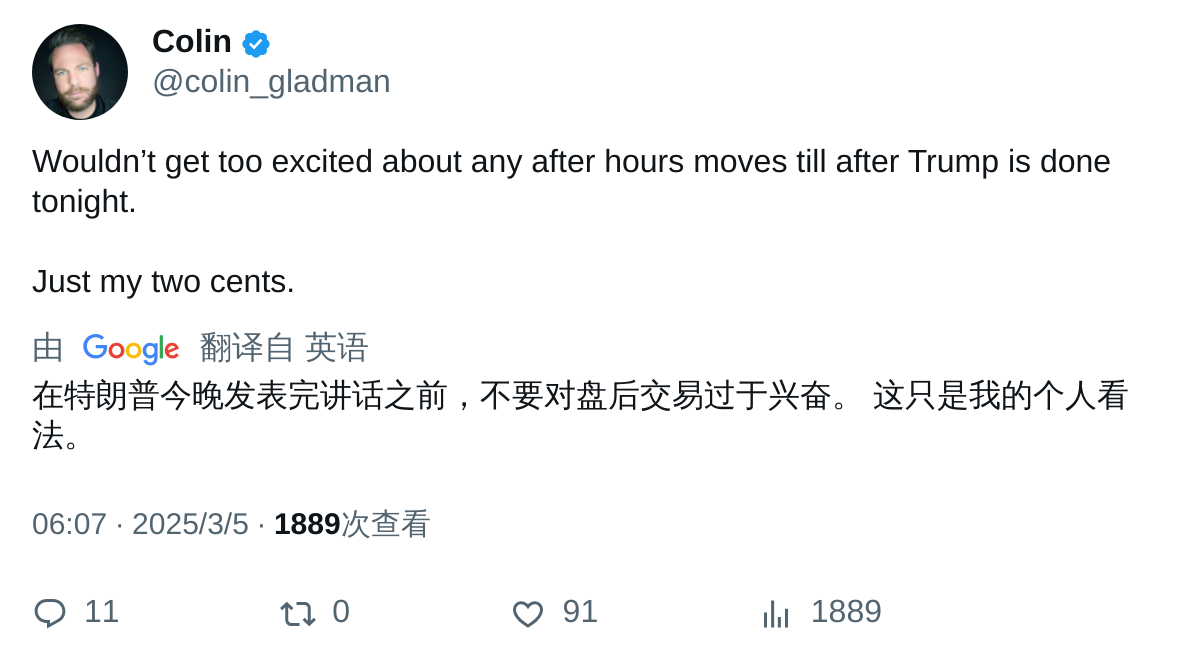 Colin
@colin_gladman
Wouldn’t get too excited about any after hours moves till after Trump is done
tonight.
Just my two cents.
由 Google 翻译自 英语
在特朗普今晚发表完讲话之前，不要对盘后交易过于兴奋。 这只是我的个人看
法。
06:07 · 2025/3/5 · 1889次查看
11 0 91 1889